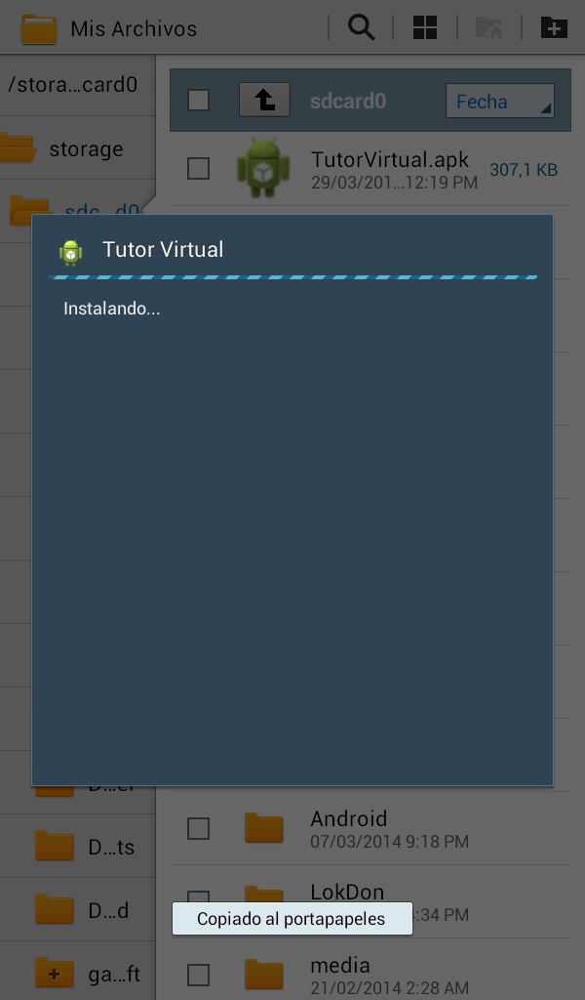 Mis Archivos
/stora…card0
storage
sdc…d0
sdcard0
Fecha
TutorVirtual.apk
29/03/201…12:19 PM
307,1 KB
Tutor Virtual
Instalando...
D…ts
D…d
ga…ft
Android
07/03/2014 9:18 PM
LokDon
:34 PM
Copiado al portapapeles
media
21/02/2014 2:28 AM